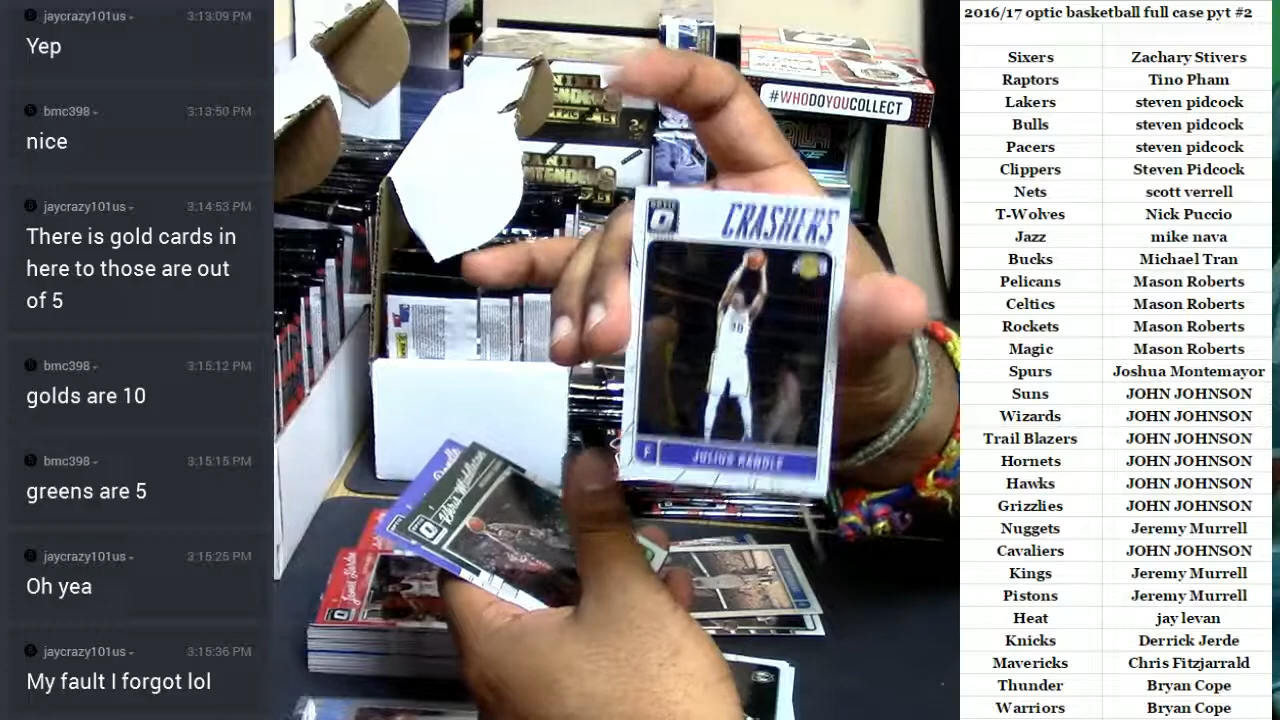 jaycrazy101us 3:13:09 PM
Yep
bmc398 3:13:50 PM
nice
jaycrazy101us 3:14:53 PM
There is gold cards in
here to those are out
of 5
bmc398 3:15:12 PM
golds are 10
bmc398 3:15:15 PM
greens are 5
jaycrazy101us 3:15:25 PM
Oh yea
jaycrazy101us 3:15:36 PM
My fault I forgot lol
#WHODOYOUCOLLECT
CRASHERS
F JULIUS RANDLE
2016/17 optic basketball full case pyt #2
Sixers Zachary Stivers
Raptors Tino Pham
Lakers steven pidcock
Bulls steven pidcock
Pacers steven pidcock
Clippers Steven Pidcock
Nets scott verrell
T-Wolves Nick Puccio
Jazz mike nava
Bucks Michael Tran
Pelicans Mason Roberts
Celtics Mason Roberts
Rockets Mason Roberts
Magic Mason Roberts
Spurs Joshua Montemayor
Suns JOHN JOHNSON
Wizards JOHN JOHNSON
Trail Blazers JOHN JOHNSON
Hornets JOHN JOHNSON
Hawks JOHN JOHNSON
Grizzlies JOHN JOHNSON
Nuggets Jeremy Murrell
Cavaliers JOHN JOHNSON
Kings Jeremy Murrell
Pistons Jeremy Murrell
Heat jay levan
Knicks Derrick Jerde
Mavericks Chris Fitzjarrald
Thunder Bryan Cope
Warriors Bryan Cope